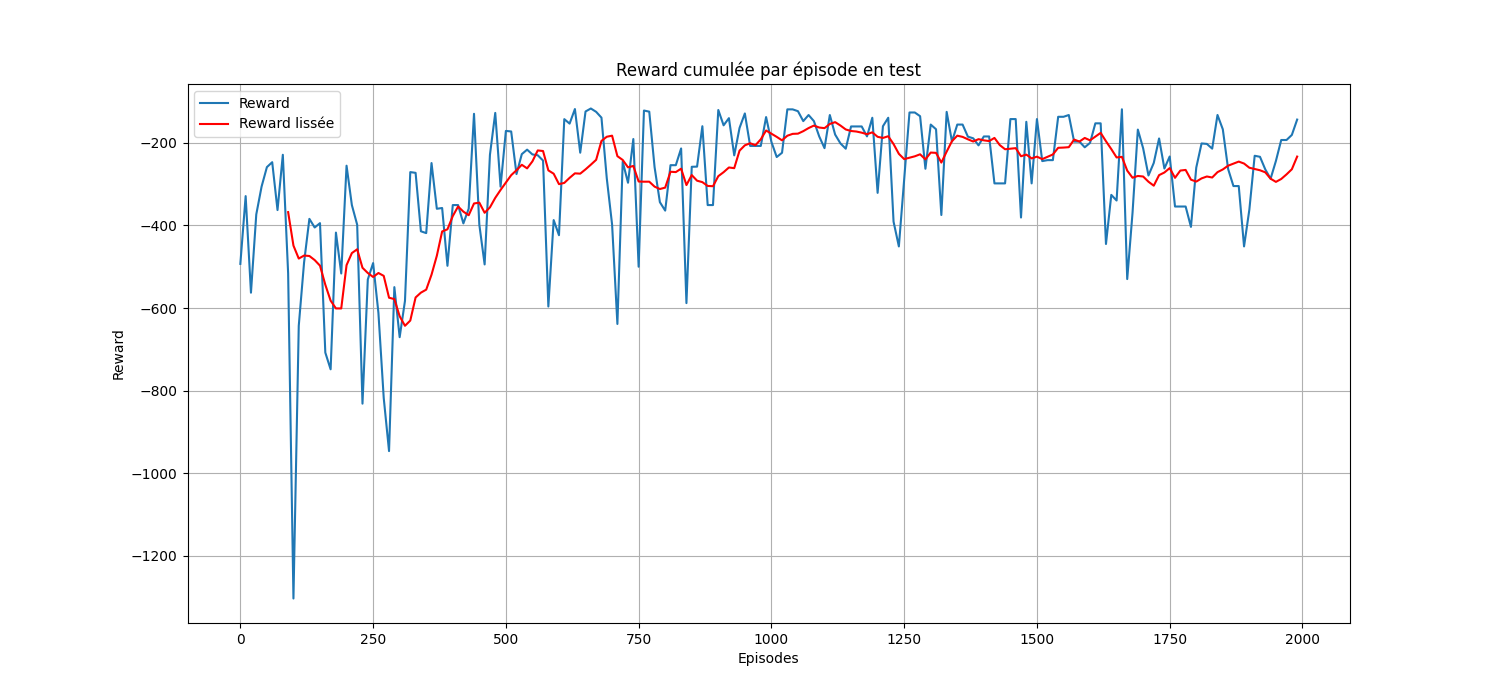 Reward cumulée par épisode en test
Reward
Reward lissée
−200
−400
−600
−800
−1000
−1200
Reward
0 250 500 750 1000 1250 1500 1750 2000
Episodes